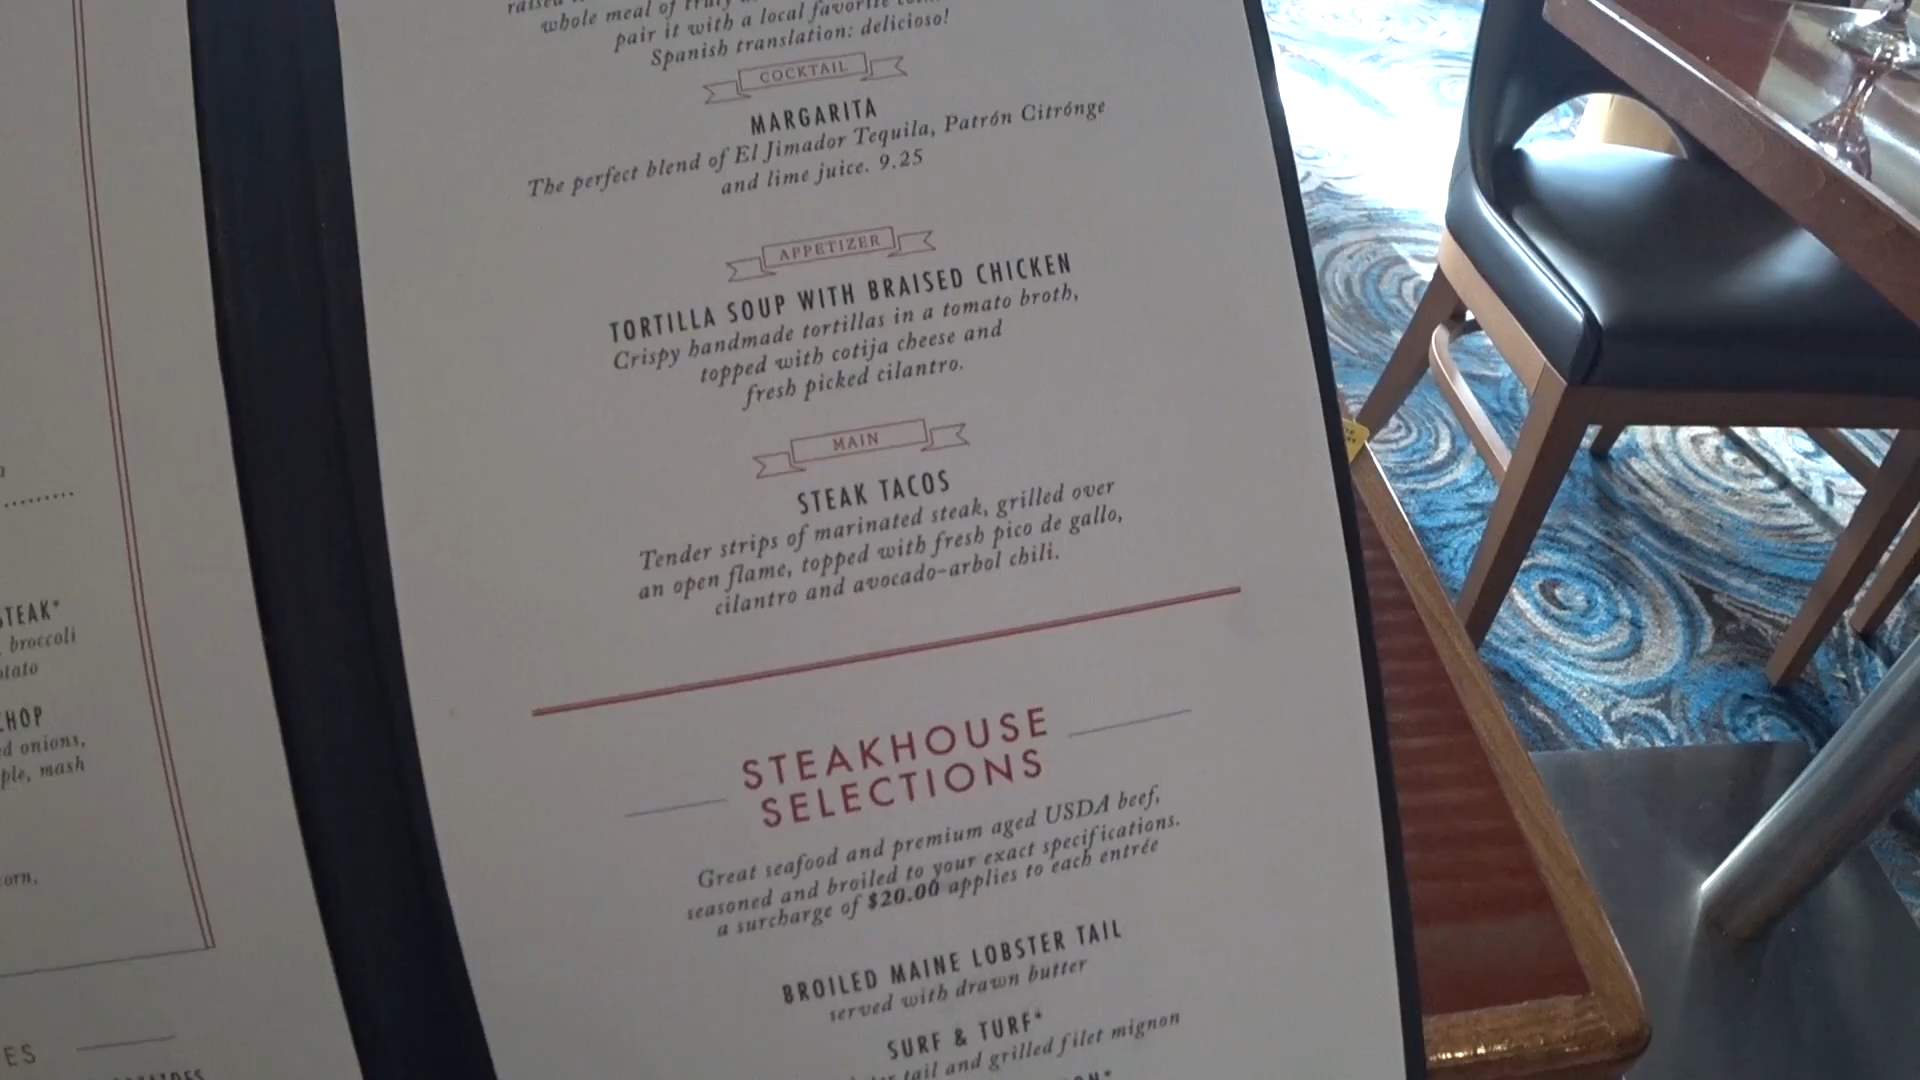 STEAK*
broccoli
CHOP
onions,
mash
whole meal of truly
pair it with a local favorite
Spanish translation: delicioso!
COCKTAIL
MARGARITA
The perfect blend of El Jimador Tequila, Patrón Citrónge
and lime juice. 9.25
APPETIZER
TORTILLA SOUP WITH BRAISED CHICKEN
Crispy handmade tortillas in a tomato broth,
topped with cotija cheese and
fresh picked cilantro.
MAIN
STEAK TACOS
Tender strips of marinated steak, grilled over
an open flame, topped with fresh pico de gallo,
cilantro and avocado-arbol chili.
STEAKHOUSE
SELECTIONS
Great seafood and premium aged USDA beef,
seasoned and broiled to your exact specifications.
a surcharge of $20.00 applies to each entrée
BROILED MAINE LOBSTER TAIL
served with drawn butter
SURF & TURF*
tail and grilled filet mignon